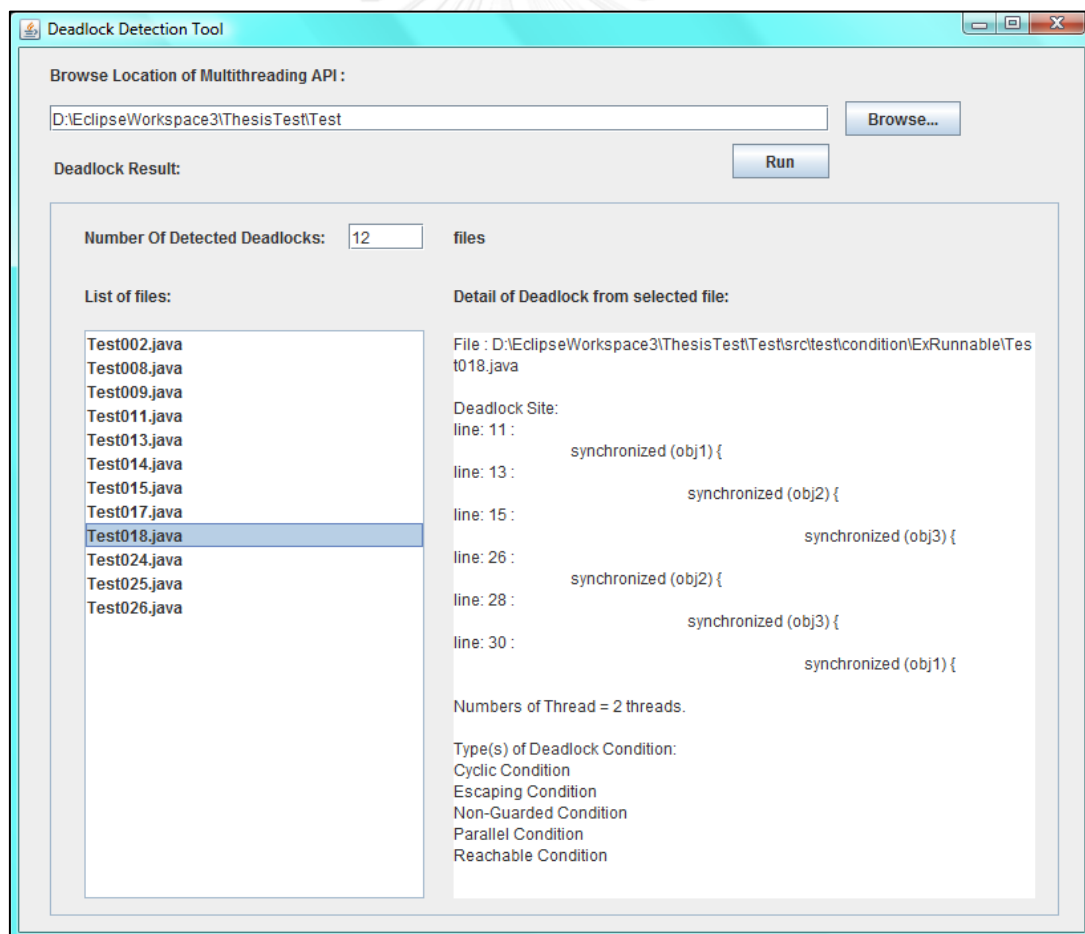 Deadlock Detection Tool
Browse Location of Multithreading API :
D:\EclipseWorkspace3\ThesisTest\Test
Browse...
Run
Deadlock Result:
Number Of Detected Deadlocks: 12 files
List of files:
Test002.java
Test008.java
Test009.java
Test011.java
Test013.java
Test014.java
Test015.java
Test017.java
Test018.java
Test024.java
Test025.java
Test026.java
Detail of Deadlock from selected file:
File : D:\EclipseWorkspace3\ThesisTest\Test\src\test\condition\ExRunnable\Tes
t018.java
Deadlock Site:
line: 11 :
synchronized (obj1) {
line: 13 :
synchronized (obj2) {
line: 15 :
synchronized (obj3) {
line: 26 :
synchronized (obj2) {
line: 28 :
synchronized (obj3) {
line: 30 :
synchronized (obj1) {
Numbers of Thread = 2 threads.
Type(s) of Deadlock Condition:
Cyclic Condition
Escaping Condition
Non-Guarded Condition
Parallel Condition
Reachable Condition